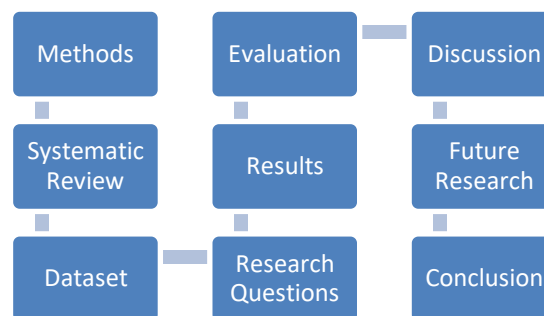 Methods
Systematic
Review
Dataset
Research
Questions
Results
Evaluation
Discussion
Future
Research
Conclusion